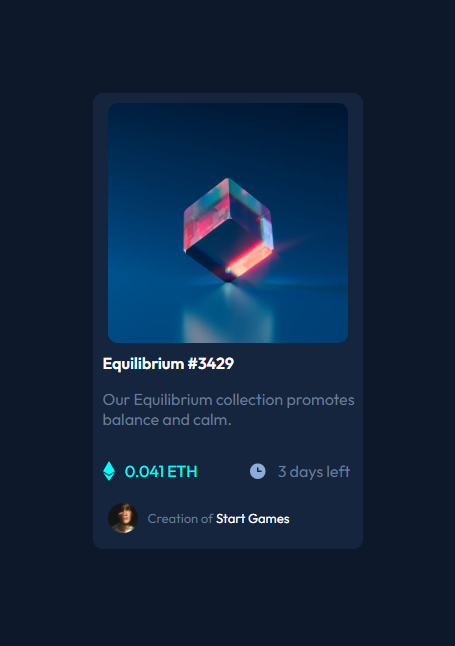 Equilibrium #3429
Our Equilibrium collection promotes
balance and calm.
0.041 ETH
3 days left
Creation of Start Games